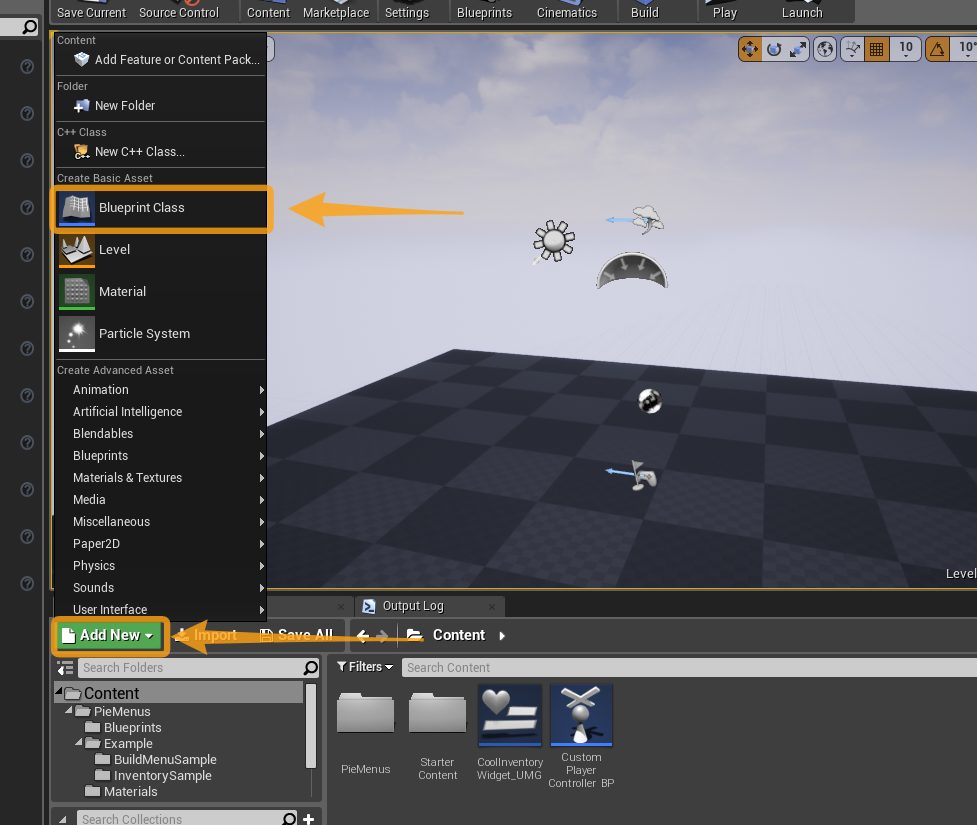 Save Current Source Control Content Marketplace Settings Blueprints Cinematics Build Play Launch
Content
Add Feature or Content Pack...
10 10°
Folder
New Folder
C++ Class
New C++ Class...
Create Basic Asset
Blueprint Class
Level
Material
Particle System
Create Advanced Asset
Animation
Artificial Intelligence
Blendables
Blueprints
Materials & Textures
Media
Miscellaneous
Paper2D
Physics
Level
Sounds
User Interface
Output Log
Add New Import Save All Content
Search Folders
Filters Search Content
Content
PieMenus
Blueprints
Example
BuildMenuSample
InventorySample
Materials
PieMenus
Starter
Content
CoolInventory
Widget_UMG
Custom
Player
Controller_BP
Search Collections